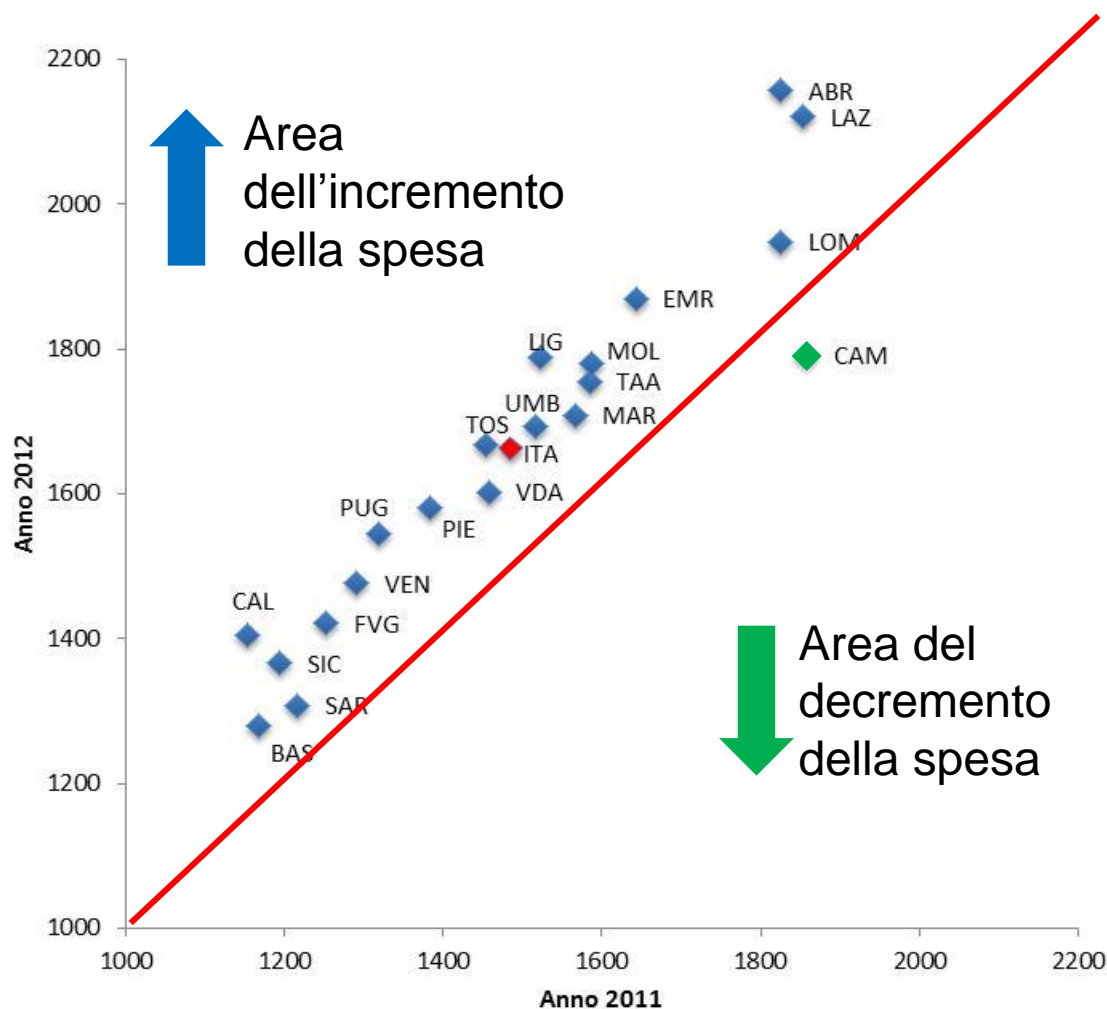 2200
2000
1800
1600
1400
1200
1000
Anno 2012
Area
dell’incremento
della spesa
ABR
LAZ
LOM
EMR
CAM
LIG
MOL
TAA
UMB
MAR
TOS
ITA
VDA
PUG
PIE
VEN
CAL
FVG
SIC
SAR
BAS
Area del
decremento
della spesa
1000 1200 1400 1600 1800 2000 2200
Anno 2011